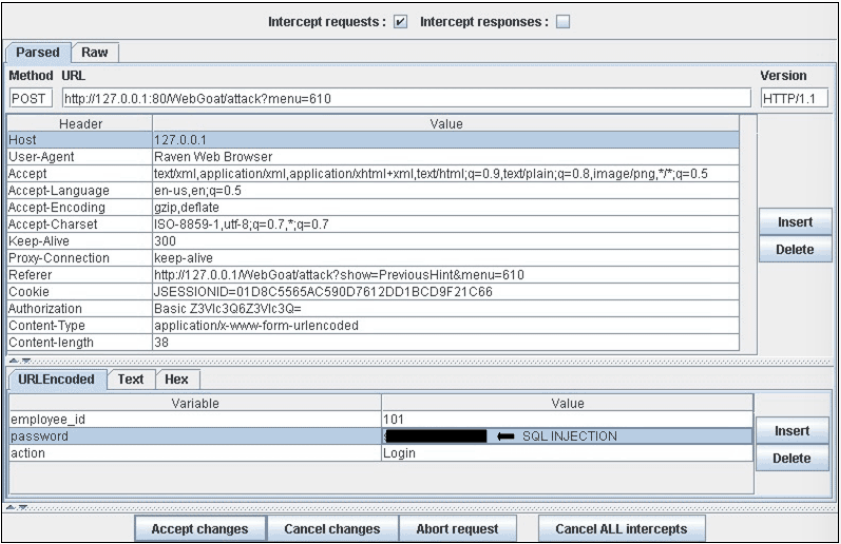 Intercept requests : Intercept responses :
Parsed Raw
Method URL Version
POST http://127.0.0.1:80/WebGoat/attack?menu=610 HTTP/1.1
Header Value
Host 127.0.0.1
User-Agent Raven Web Browser
Accept text/xml,application/xml,application/xhtml+xml,text/html;q=0.9,text/plain;q=0.8,image/png,*/*;q=0.5
Accept-Language en-us,en;q=0.5
Accept-Encoding gzip,deflate
Accept-Charset ISO-8859-1,utf-8;q=0.7,*;q=0.7
Keep-Alive 300
Proxy-Connection keep-alive
Referer http://127.0.0.1/WebGoat/attack?show=PreviousHint&menu=610
Cookie JSESSIONID=01D8C5565AC590D7612DD1BCD9F21C66
Authorization Basic Z3Vlc3Q6Z3Vlc3Q=
Content-Type application/x-www-form-urlencoded
Content-length 38
Insert
Delete
URLEncoded Text Hex
Variable Value
employee_id 101
password SQL INJECTION
action Login
Insert
Delete
Accept changes Cancel changes Abort request Cancel ALL intercepts